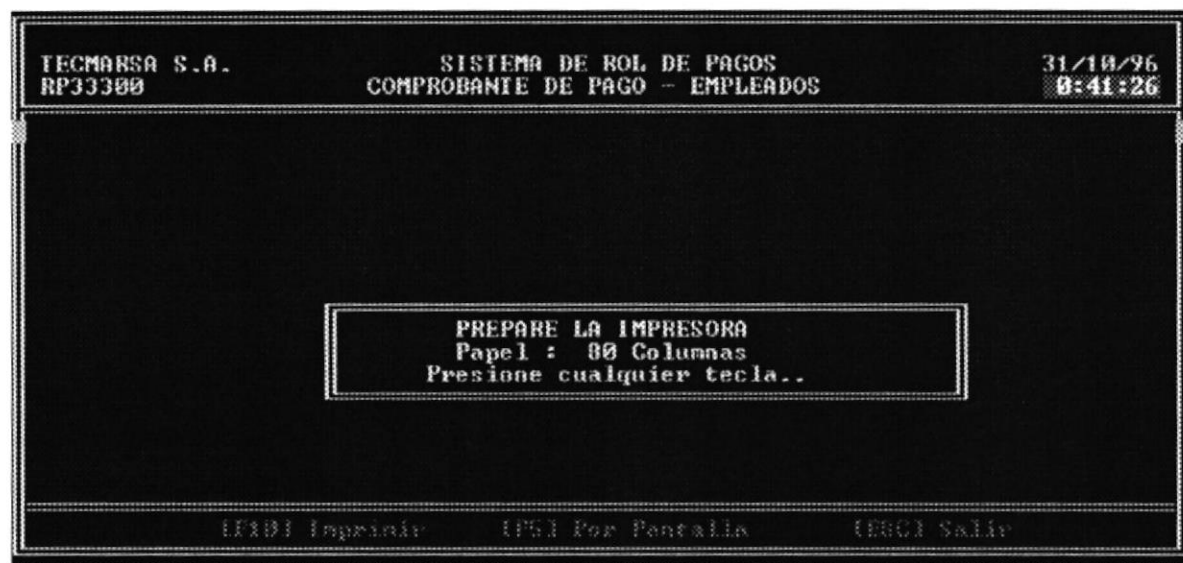 TECMARSA S.A. SISTEMA DE ROL DE PAGOS 31/10/96
RP33300 COMPROBANTE DE PAGO - EMPLEADOS 0:41:26
PREPARE LA IMPRESORA
Papel : 80 Columnas
Presione cualquier tecla..
[F10] Imprimir [F5] Por Pantalla [ESC] Salir